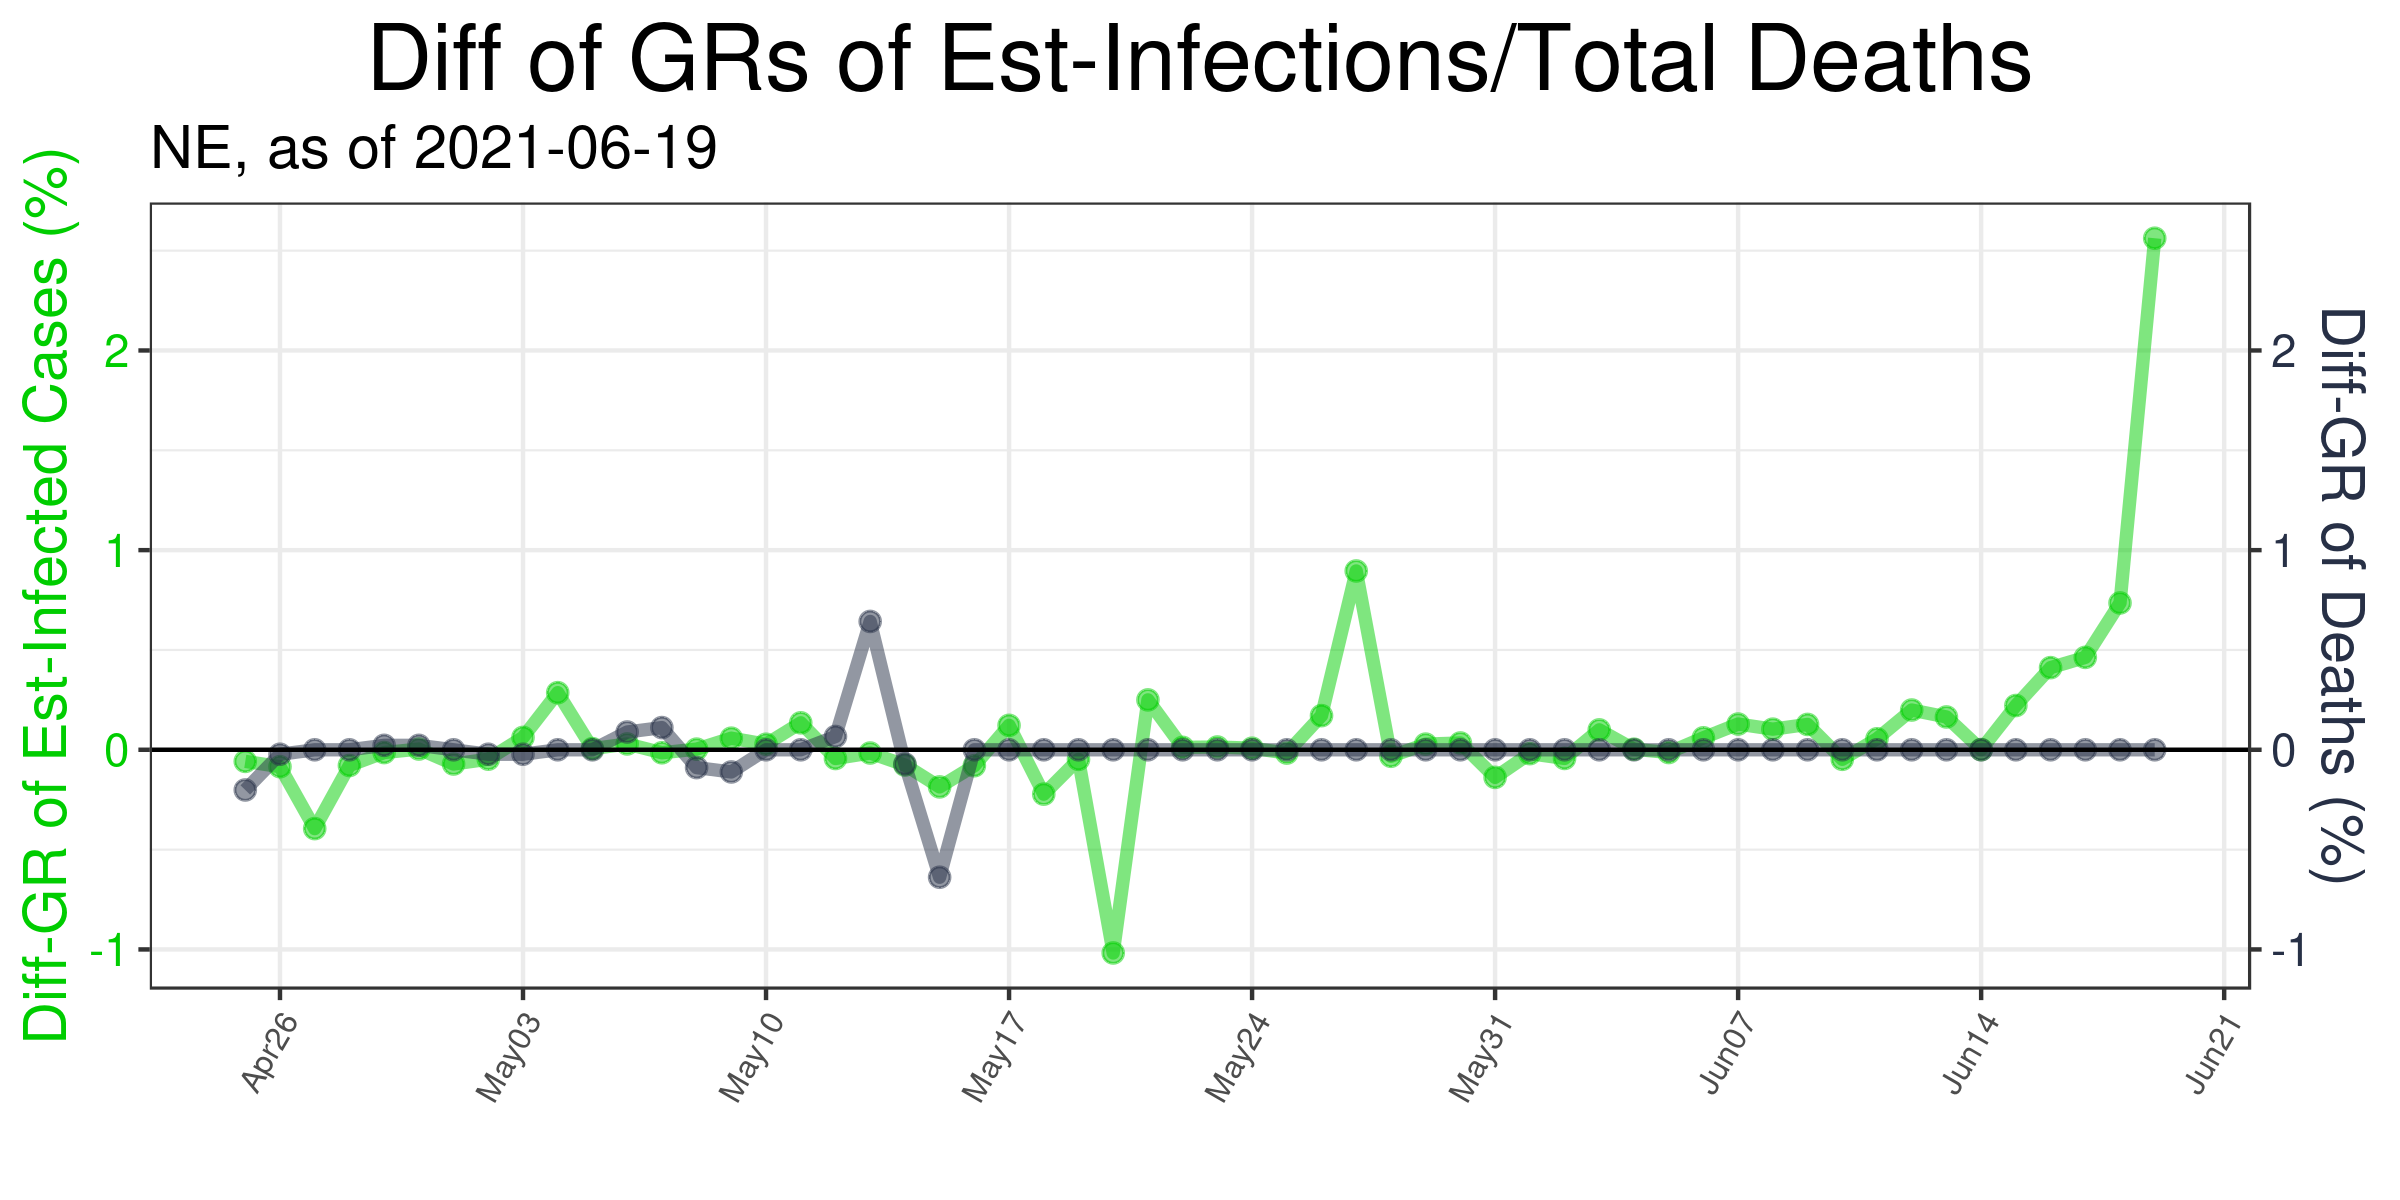 Diff of GRs of Est-Infections/Total Deaths
NE, as of 2021-06-19
Diff-GR of Est-Infected Cases (%)
2
1
0
-1
2
1
0
-1
Diff-GR of Deaths (%)
Apr26
May03
May10
May17
May24
May31
Jun07
Jun14
Jun21